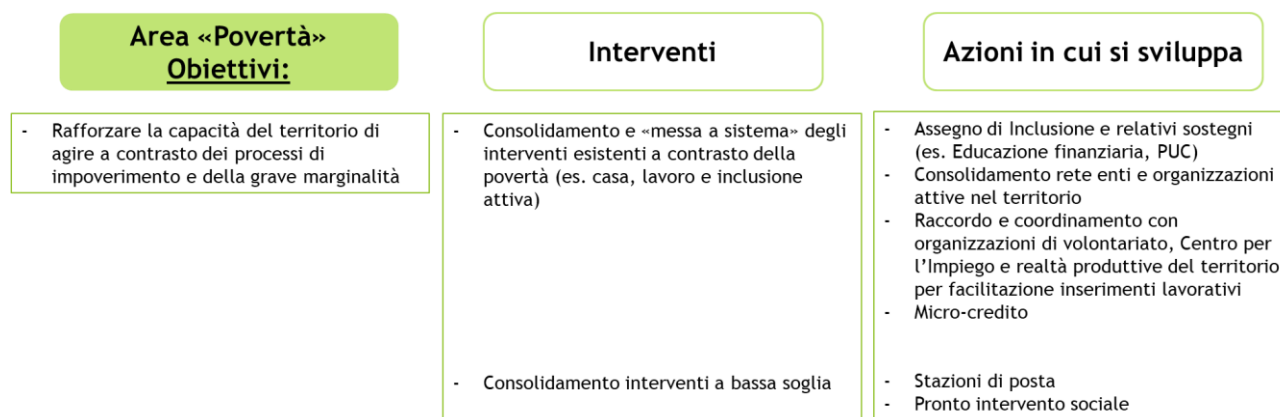 Area «Povertà»
Obiettivi:
- Rafforzare la capacità del territorio di
agire a contrasto dei processi di
impoverimento e della grave marginalità
Interventi
- Consolidamento e «messa a sistema» degli
interventi esistenti a contrasto della
povertà (es. casa, lavoro e inclusione
attiva)
- Consolidamento interventi a bassa soglia
Azioni in cui si sviluppa
- Assegno di Inclusione e relativi sostegni
(es. Educazione finanziaria, PUC)
- Consolidamento rete enti e organizzazioni
attive nel territorio
- Raccordo e coordinamento con
organizzazioni di volontariato, Centro per
l’Impiego e realtà produttive del territorio
per facilitazione inserimenti lavorativi
- Micro-credito
- Stazioni di posta
- Pronto intervento sociale